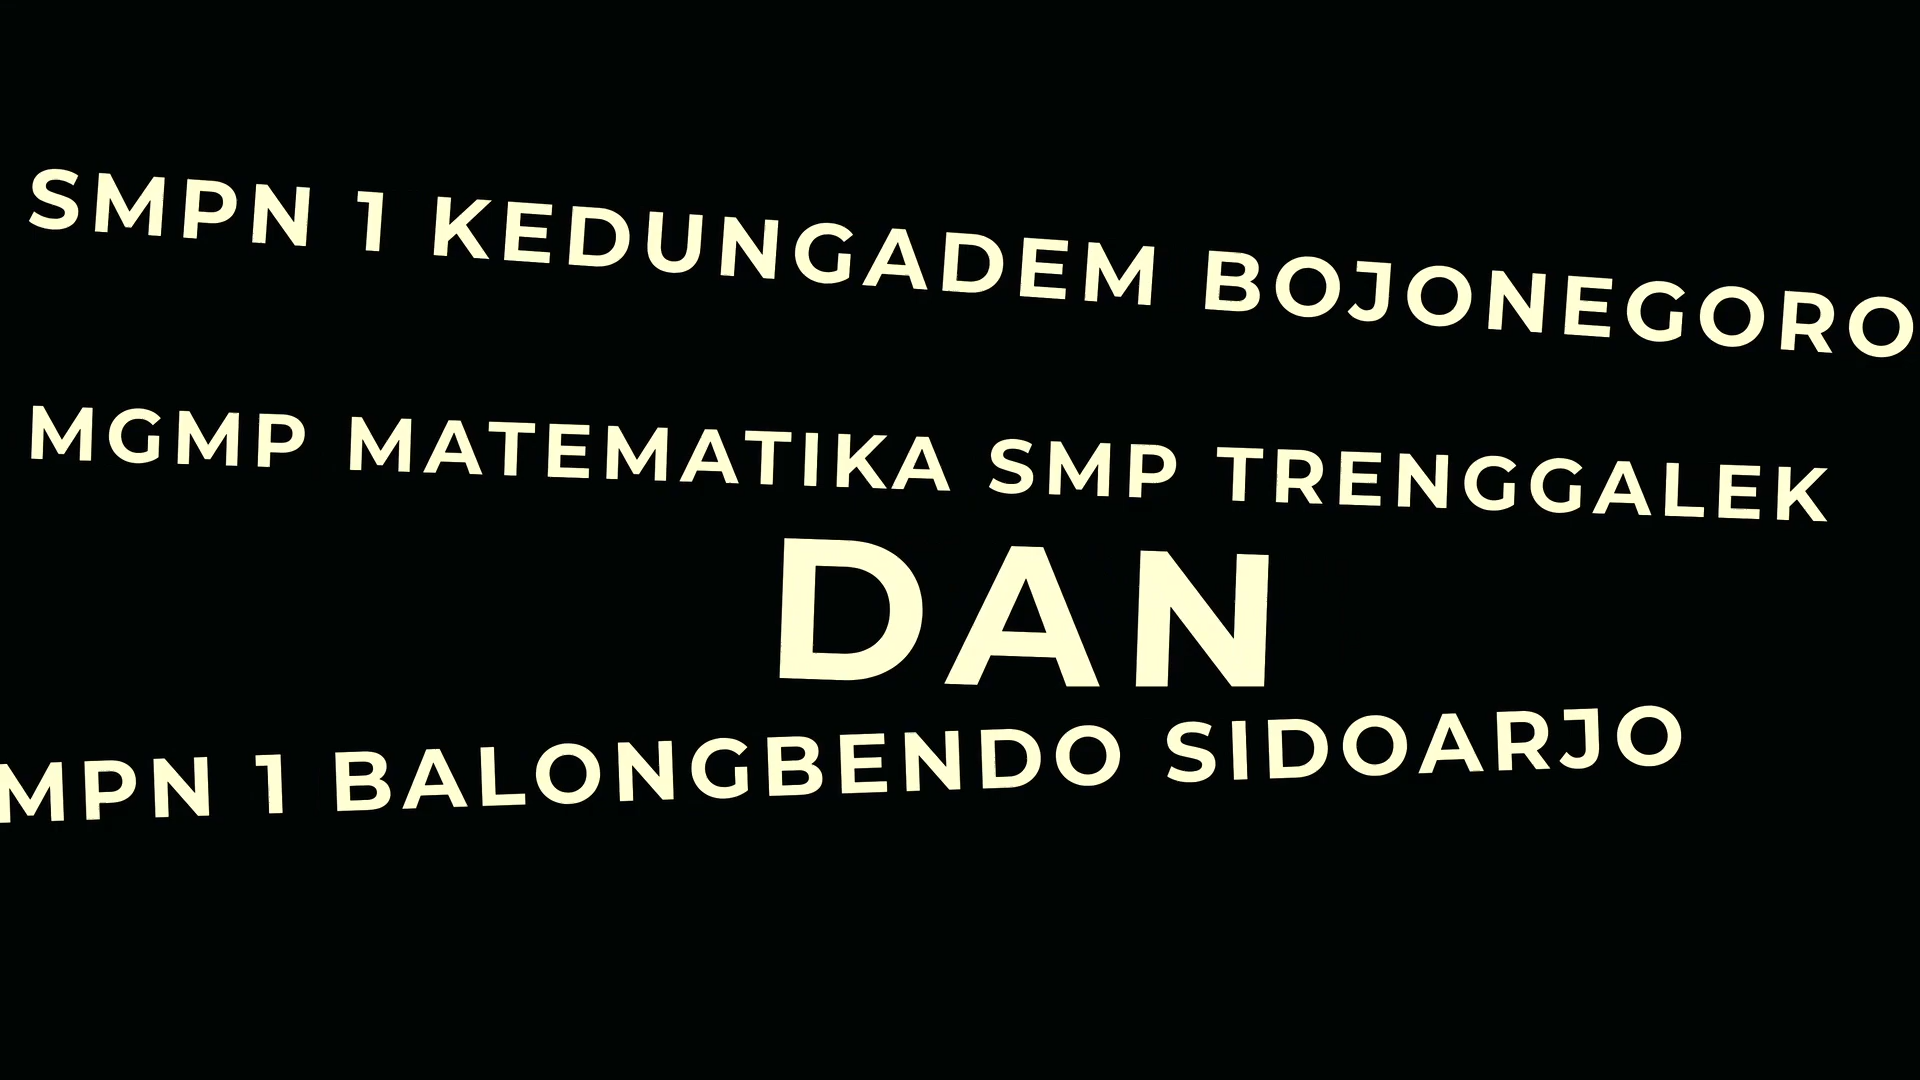 SMPN 1 KEDUNGADEM BOJONEGORO
MGMP MATEMATIKA SMP TRENGGALEK
DAN
MPN 1 BALONGBENDO SIDOARJO